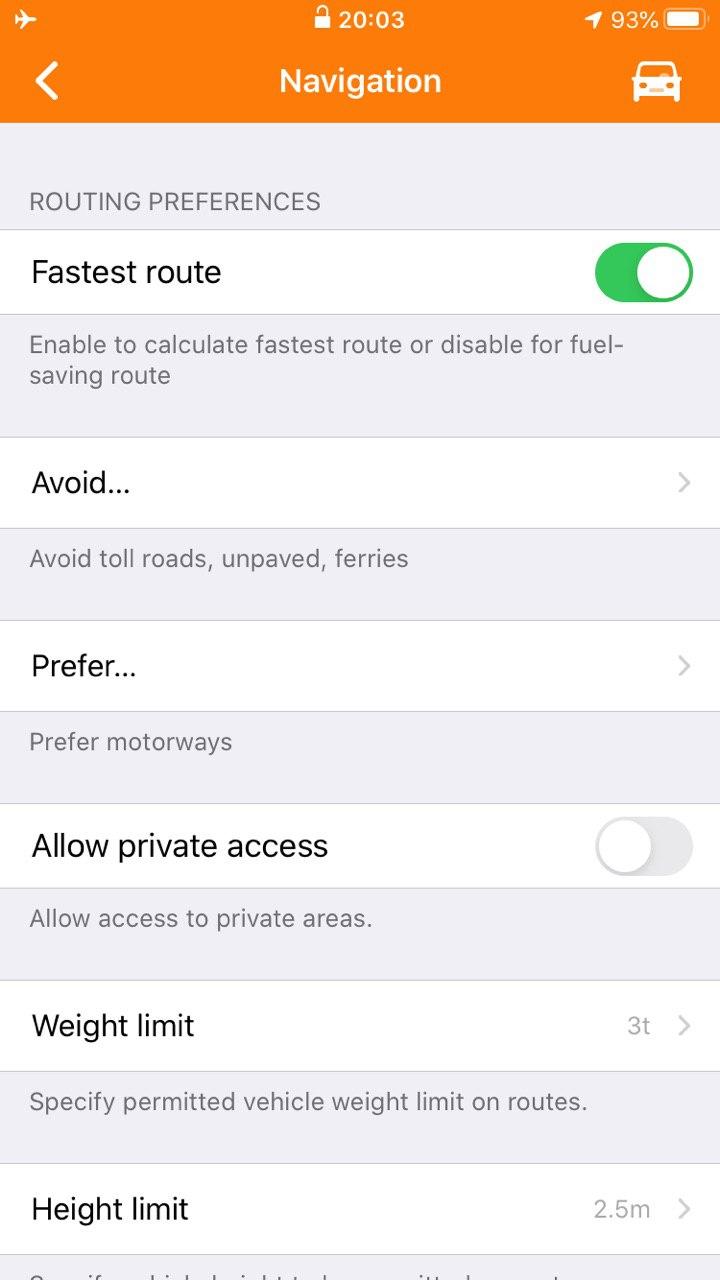 20:03
93%
Navigation
ROUTING PREFERENCES
Fastest route
Enable to calculate fastest route or disable for fuel-
saving route
Avoid...
Avoid toll roads, unpaved, ferries
Prefer...
Prefer motorways
Allow private access
Allow access to private areas.
Weight limit
3t
Specify permitted vehicle weight limit on routes.
Height limit
2.5m